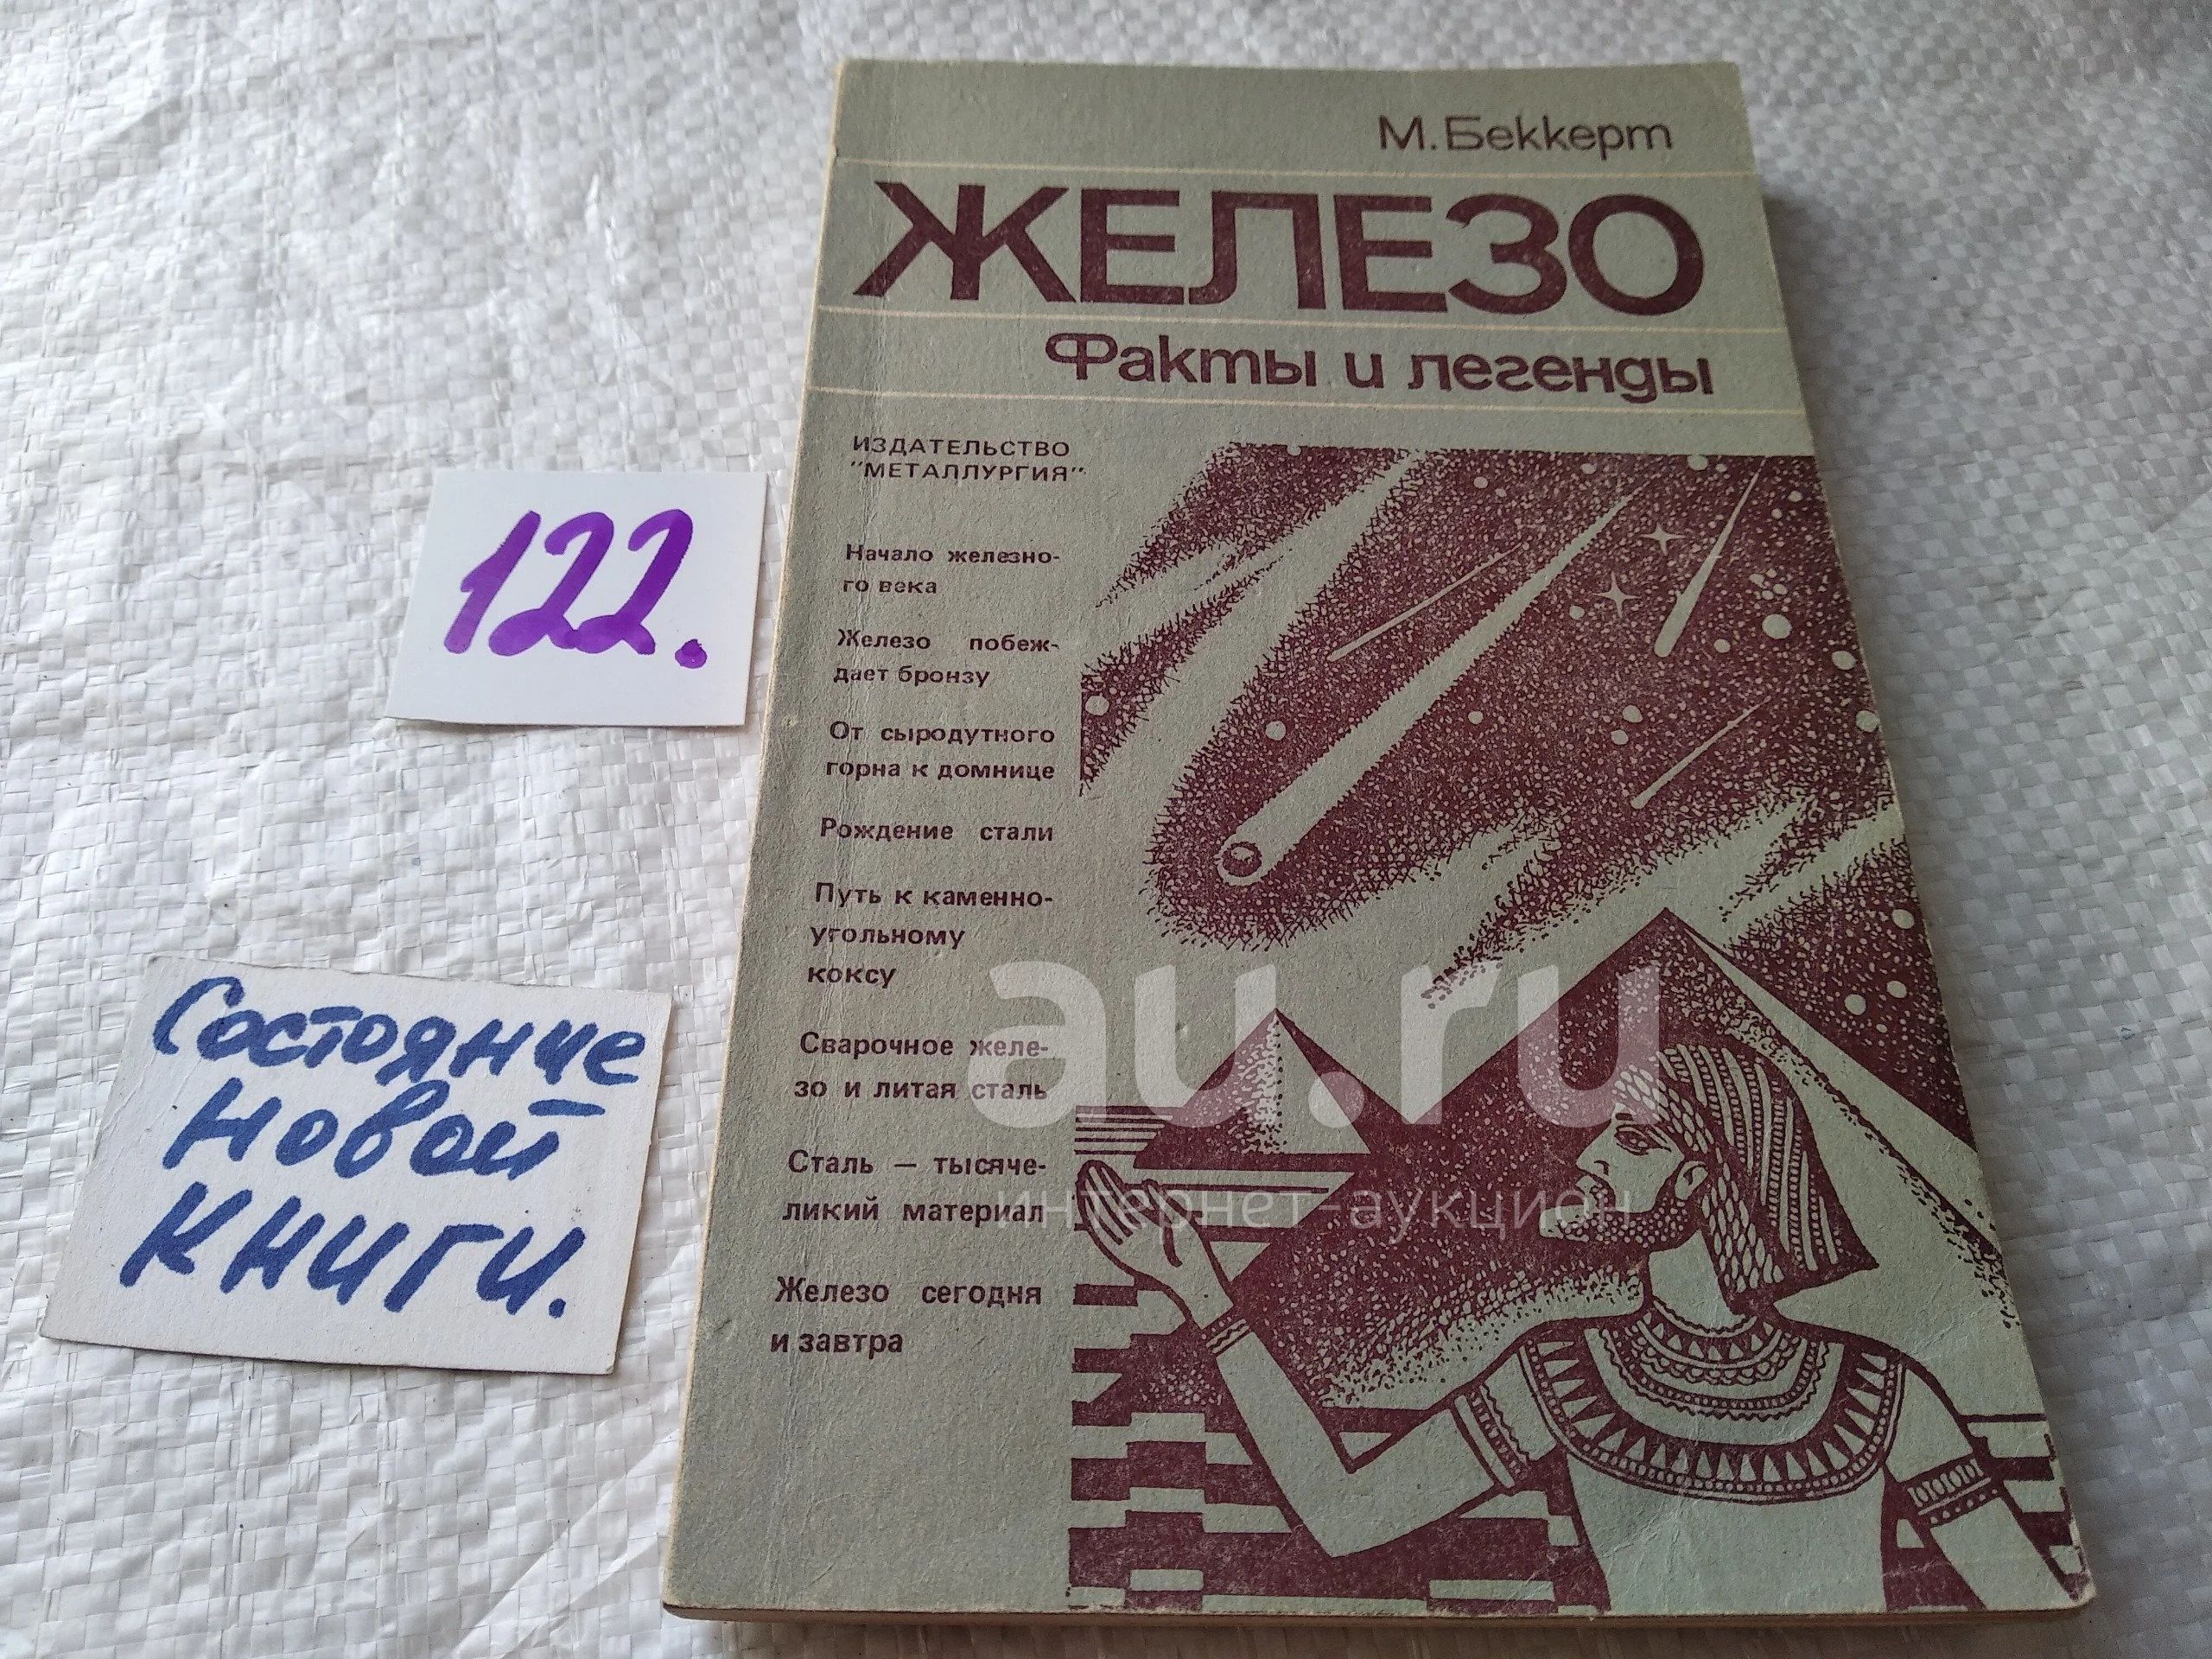 М. Беккерт
ЖЕЛЕЗО
Факты и легенды
ИЗДАТЕЛЬСТВО
"МЕТАЛЛУРГИЯ"
Начало железно-
го века
Железо побеж-
дает бронзу
От сыродутного
горна к домнице
Рождение стали
Путь к каменно-
угольному
коксу
Сварочное желе-
зо и литая сталь
Сталь — тысяче-
ликий материал
Железо сегодня
и завтра
122.
Состояние
новой
книги.
au.ru
интернет-аукцион